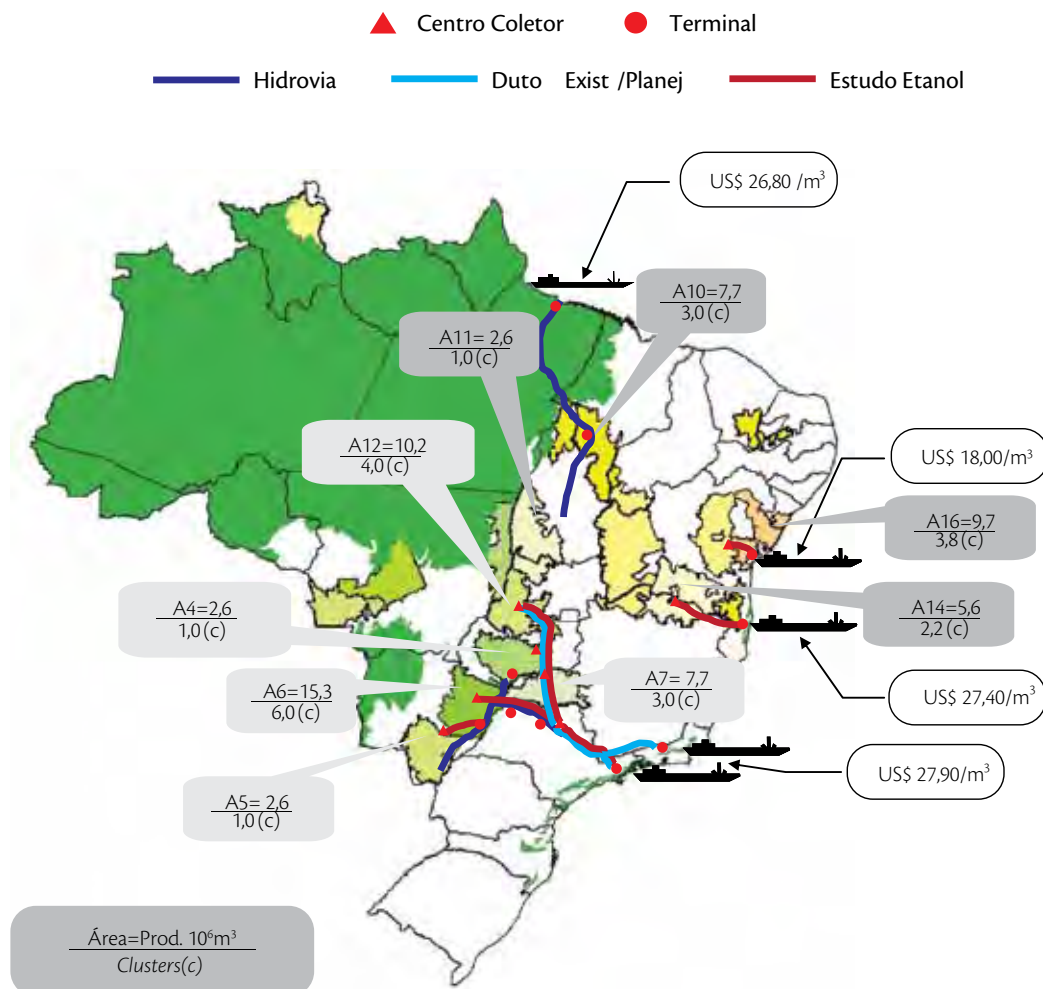 Centro Coletor Terminal
Hidrovia Duto Exist /Planej Estudo Etanol
US$ 26,80 /m³
A10=7,7
3,0 (c)
A11= 2,6
1,0 (c)
A12=10,2
4,0 (c)
US$ 18,00/m³
A16=9,7
3,8 (c)
A4=2,6
1,0 (c)
A14=5,6
2,2 (c)
A6=15,3
6,0 (c)
A7= 7,7
3,0 (c)
US$ 27,40/m³
US$ 27,90/m³
A5= 2,6
1,0 (c)
Área=Prod. 10⁶m³
Clusters(c)